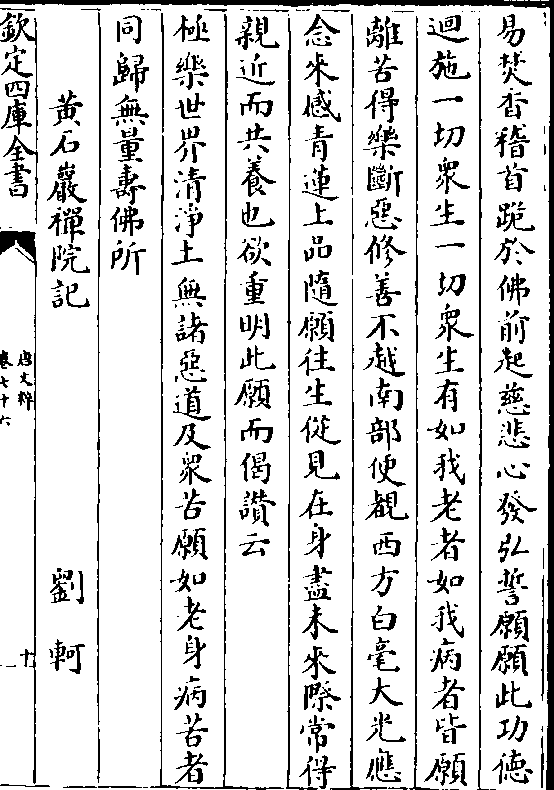 易焚香稽首跪於佛前起慈悲心發弘誓願願此功徳
迴施一切衆生一切衆生有如我老者如我病者皆願
離苦得樂斷惡修善不越南部便覩西方白毫大光應
念來感青蓮上品隨願往生從見在身盡未來際常得
親近而共養也欲重明此願而偈讚云
極樂世界清淨土無諸惡道及衆苦願如老身病苦者
同歸無量壽佛所
黄石巖禪院記 劉軻
欽定四庫全書
唐文粹
卷七十六
十